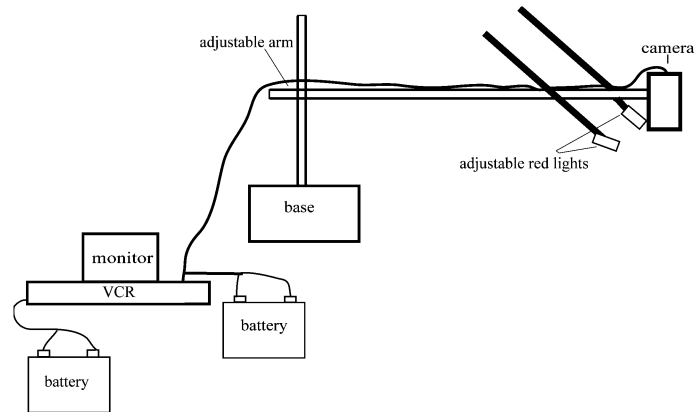 adjustable arm
camera
adjustable red lights
base
monitor
VCR
battery
battery